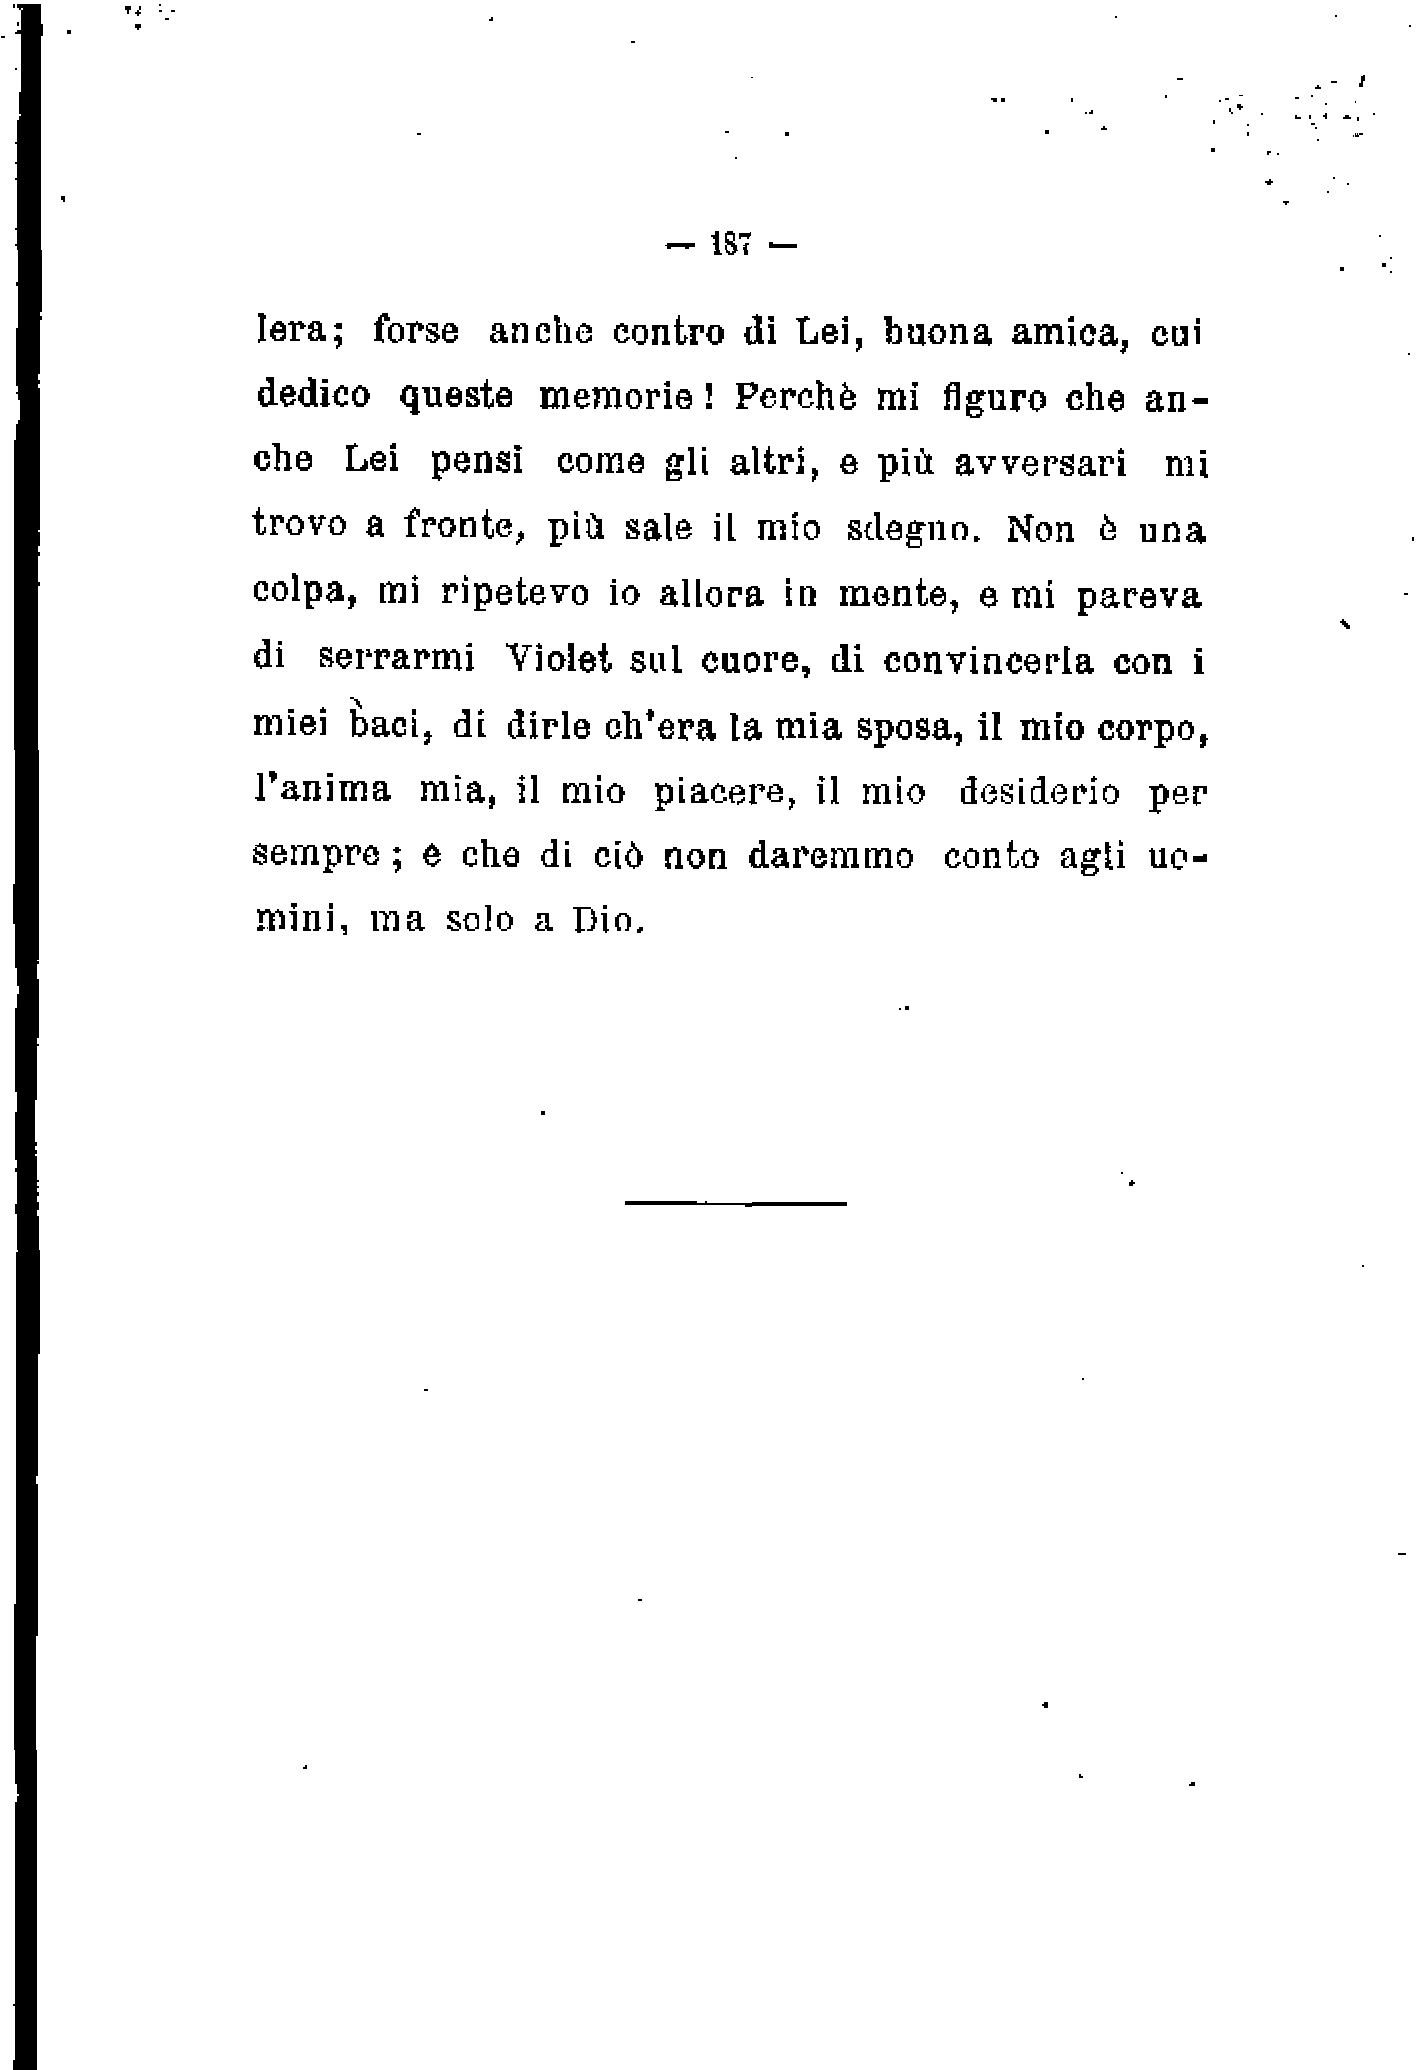 — 187 —
lera; forse anche contro di Lei, buona amica, cui
dedico queste memorie! Perchè mi figuro che an-
che Lei pensi come gli altri, e più avversari mi
trovo a fronte, più sale il mio sdegno. Non è una
colpa, mi ripetevo io allora in mente, e mi pareva
di serrarmi Violet sul cuore, di convincerla con i
miei baci, di dirle ch'era la mia sposa, il mio corpo,
l'anima mia, il mio piacere, il mio desiderio per
sempre; e che di ciò non daremmo conto agli uo-
mini, ma solo a Dio.